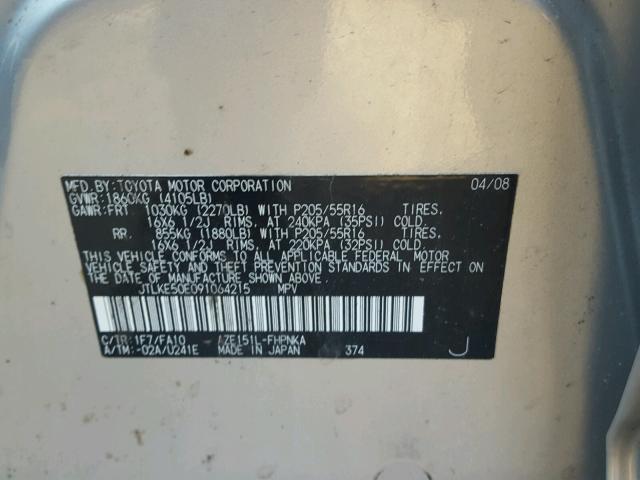 MFD.BY:TOYOTA MOTOR CORPORATION 04/08
GVWR:1860KG (4105LB)
GAWR:FRT 1030KG (2270LB) WITH P205/55R16 TIRES.
16X6 1/2J RIMS, AT 240KPA (35PSI) COLD.
RR 855KG (1880LB) WITH P205/55R16 TIRES.
16X6 1/2J RIMS, AT 220KPA (32PSI) COLD.
THIS VEHICLE CONFORMS TO ALL APPLICABLE FEDERAL MOTOR
VEHICLE SAFETY AND THEFT PREVENTION STANDARDS IN EFFECT ON
THE DATE OF MANUFACTURE SHOWN ABOVE.
JTLKE50E091064215 MPV
C/TR:1F7/FA10 AZE151L-FHPNKA
A/TM:-02A/U241E MADE IN JAPAN 374 J